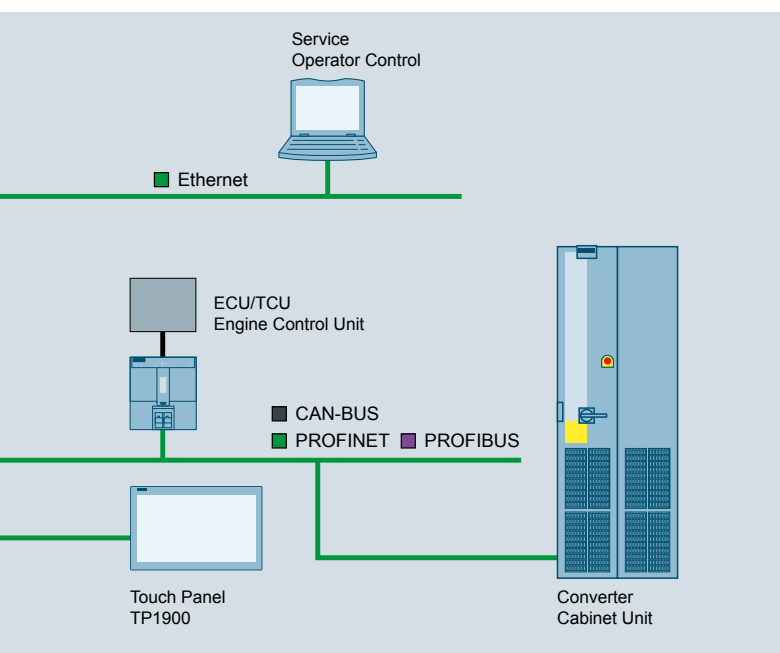 Service
Operator Control
Ethernet
ECU/TCU
Engine Control Unit
CAN-BUS
PROFINET PROFIBUS
Touch Panel
TP1900
Converter
Cabinet Unit